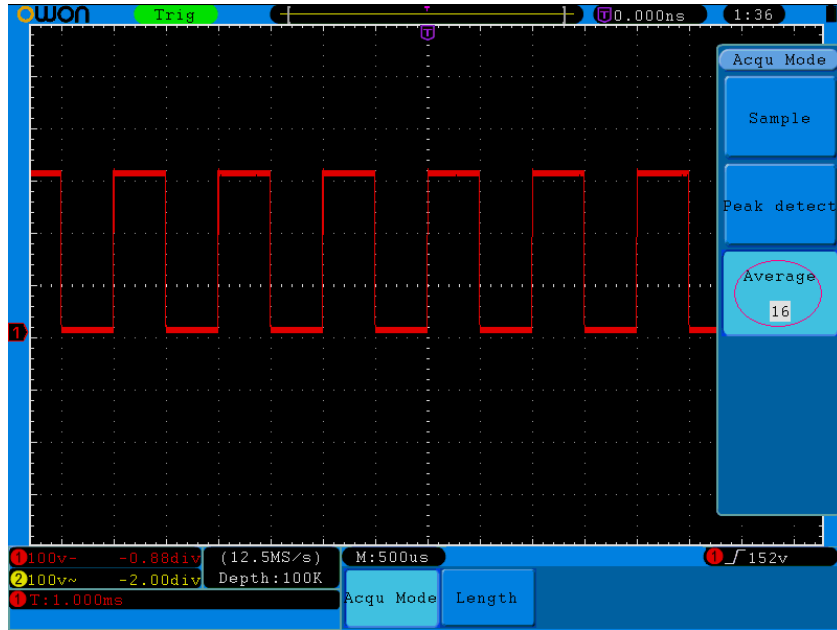 owon Trig T 0.000ns 1:36
T
Acqu Mode
Sample
Peak detect
Average
16
1
1 100v- -0.88div (12.5MS/s) M:500us 1 152v
2 100v~ -2.00div Depth:100K
1 T:1.000ms Acqu Mode Length